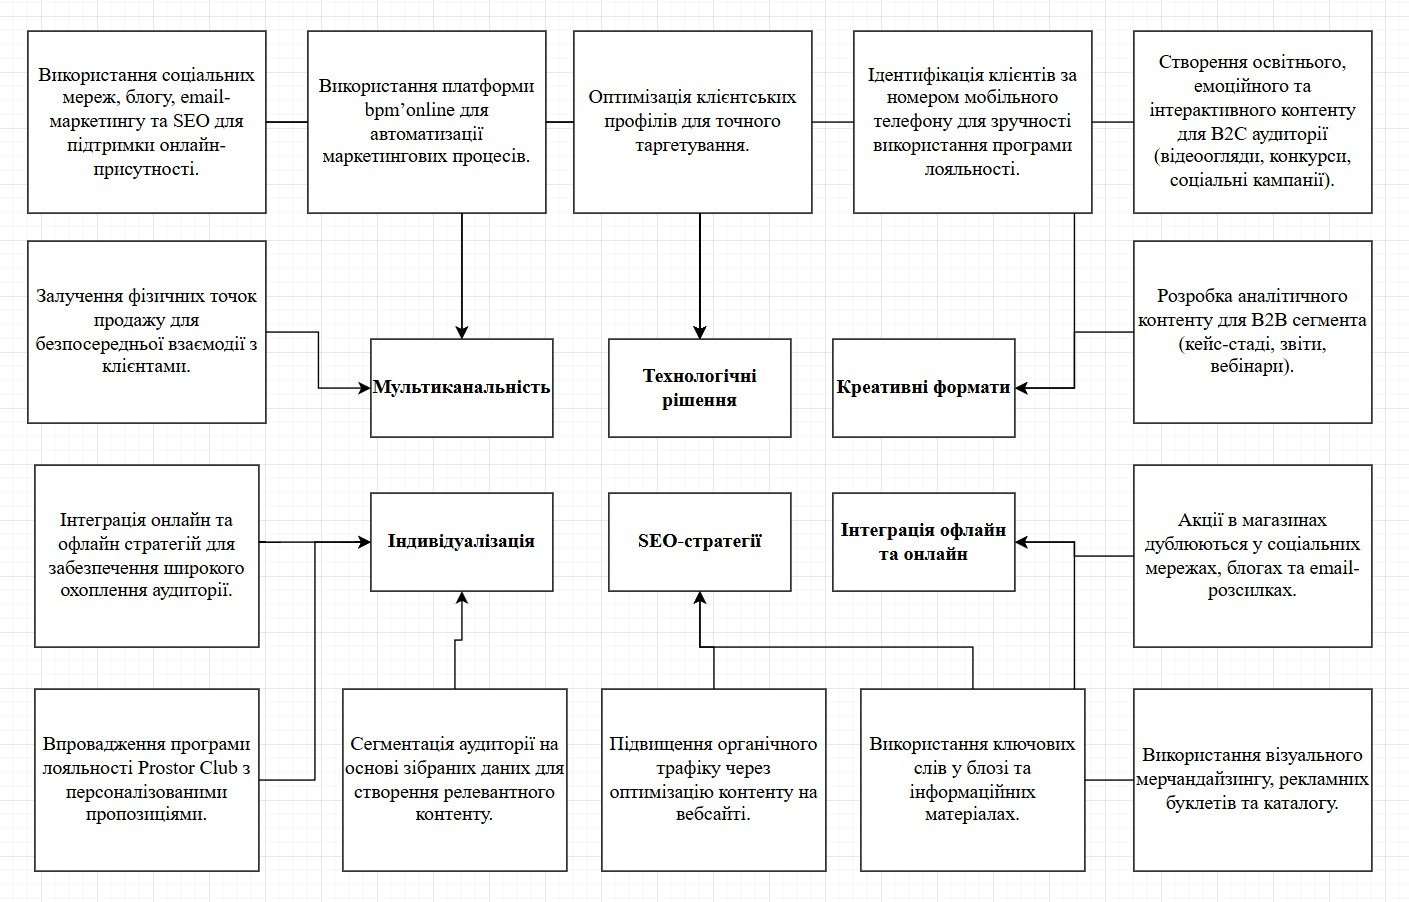 Використання соціальних
мереж, блогу, email-
маркетингу та SEO для
підтримки онлайн-
присутності.
Використання платформи
bpm’online для
автоматизації
маркетингових процесів.
Оптимізація клієнтських
профілів для точного
таргетування.
Ідентифікація клієнтів за
номером мобільного
телефону для зручності
використання програми
лояльності.
Створення освітнього,
емоційного та
інтерактивного контенту
для B2C аудиторії
(відеоогляди, конкурси,
соціальні кампанії).
Залучення фізичних точок
продажу для
безпосередньої взаємодії з
клієнтами.
Мультиканальність
Технологічні
рішення
Креативні формати
Розробка аналітичного
контенту для B2B сегмента
(кейс-стаді, звіти,
вебінари).
Інтеграція онлайн та
офлайн стратегій для
забезпечення широкого
охоплення аудиторії.
Індивідуалізація
SEO-стратегії
Інтеграція офлайн
та онлайн
Акції в магазинах
дублюються у соціальних
мережах, блогах та email-
розсилках.
Впровадження програми
лояльності Prostor Club з
персоналізованими
пропозиціями.
Сегментація аудиторії на
основі зібраних даних для
створення релевантного
контенту.
Підвищення органічного
трафіку через
оптимізацію контенту на
вебсайті.
Використання ключових
слів у блозі та
інформаційних
матеріалах.
Використання візуального
мерчандайзингу, рекламних
буклетів та каталогу.